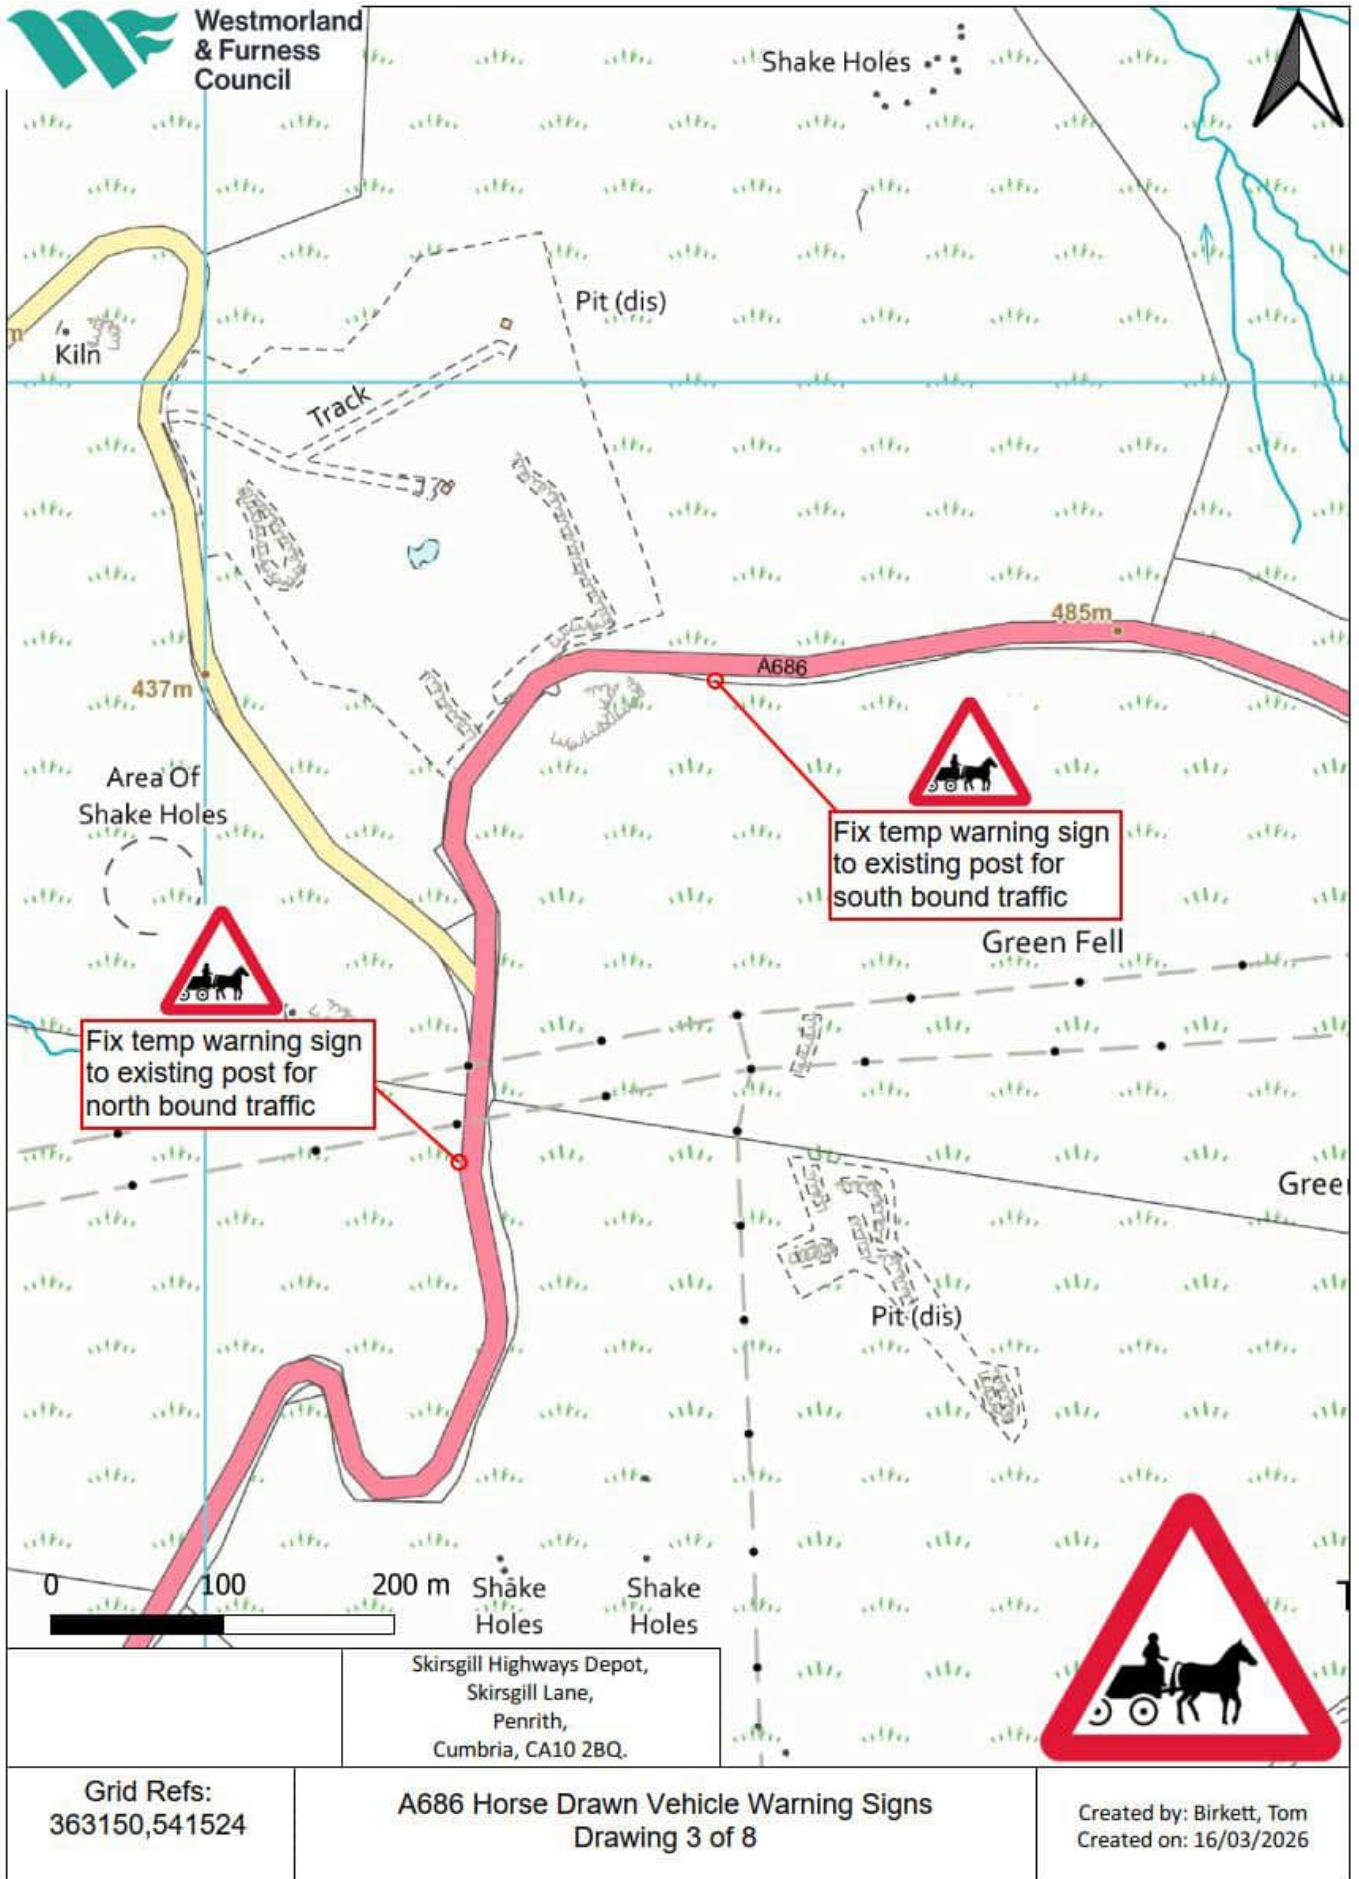 Westmorland
& Furness
Council
Shake Holes
Pit (dis)
Kiln
Track
485m
A686
437m
Area Of
Shake Holes
Fix temp warning sign
to existing post for
south bound traffic
Green Fell
Fix temp warning sign
to existing post for
north bound traffic
Gree
Pit (dis)
0 100 200 m
Shake
Holes
Shake
Holes
Skirsgill Highways Depot,
Skirsgill Lane,
Penrith,
Cumbria, CA10 2BQ.
Grid Refs:
363150,541524
A686 Horse Drawn Vehicle Warning Signs
Drawing 3 of 8
Created by: Birkett, Tom
Created on: 16/03/2026